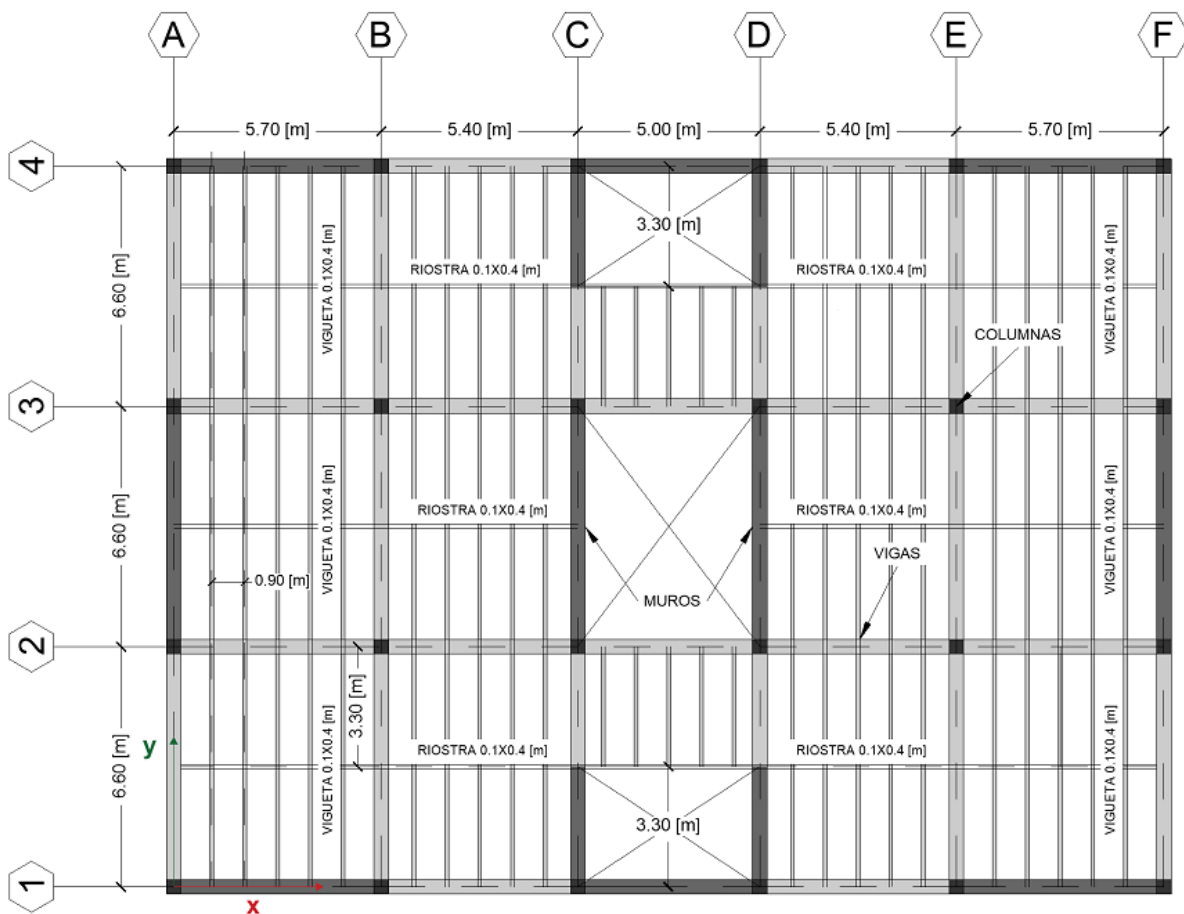 A
B
C
D
E
F
5.70 [m]
5.40 [m]
5.00 [m]
5.40 [m]
5.70 [m]
4
6.60 [m]
VIGUETA 0.1X0.4 [m]
RIOSTRA 0.1X0.4 [m]
3.30 [m]
RIOSTRA 0.1X0.4 [m]
VIGUETA 0.1X0.4 [m]
COLUMNAS
3
6.60 [m]
VIGUETA 0.1X0.4 [m]
RIOSTRA 0.1X0.4 [m]
RIOSTRA 0.1X0.4 [m]
VIGUETA 0.1X0.4 [m]
0.90 [m]
MUROS
VIGAS
2
6.60 [m]
3.30 [m]
VIGUETA 0.1X0.4 [m]
RIOSTRA 0.1X0.4 [m]
RIOSTRA 0.1X0.4 [m]
VIGUETA 0.1X0.4 [m]
y
3.30 [m]
1
x